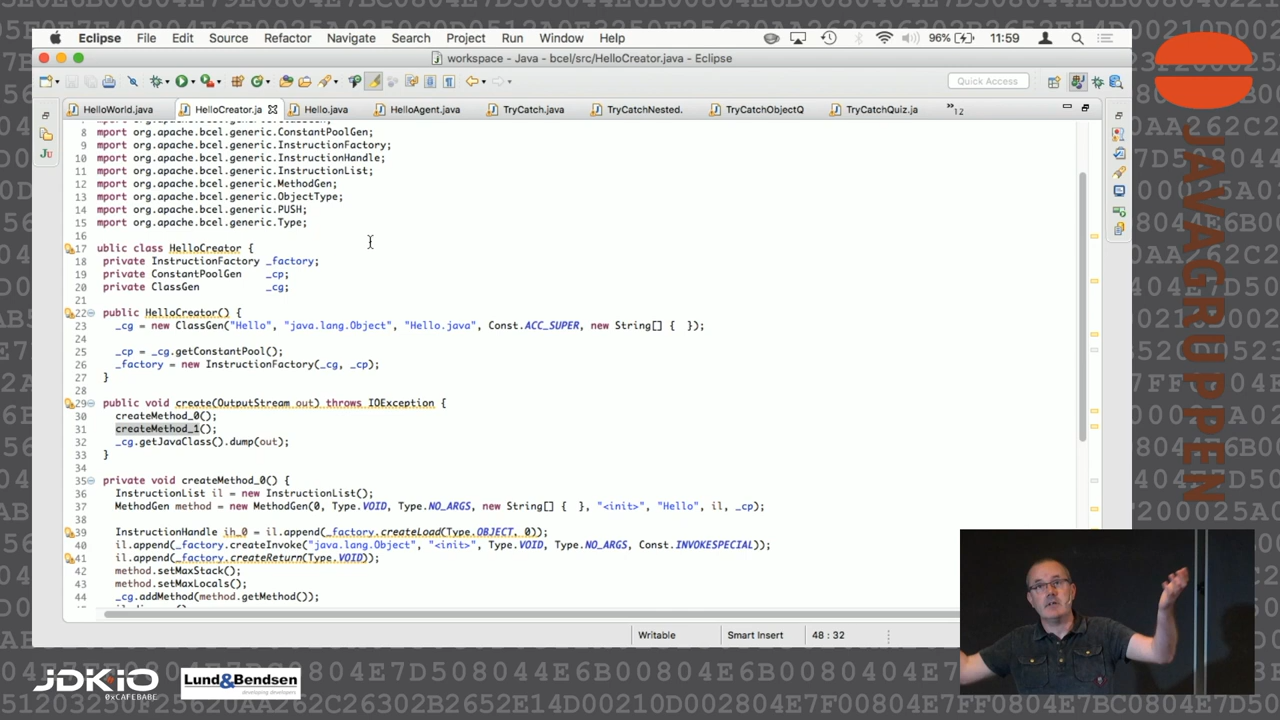 Eclipse File Edit Source Refactor Navigate Search Project Run Window Help 96% 11:59
workspace - Java - bcel/src/HelloCreator.java - Eclipse
Quick Access
HelloWorld.java HelloCreator.ja Hello.java HelloAgent.java TryCatch.java TryCatchNested. TryCatchObjectQ TryCatchQuiz.ja »12
8 mport org.apache.bcel.generic.ConstantPoolGen;
9 mport org.apache.bcel.generic.InstructionFactory;
10 mport org.apache.bcel.generic.InstructionHandle;
11 mport org.apache.bcel.generic.InstructionList;
12 mport org.apache.bcel.generic.MethodGen;
13 mport org.apache.bcel.generic.ObjectType;
14 mport org.apache.bcel.generic.PUSH;
15 mport org.apache.bcel.generic.Type;
16
17 ublic class HelloCreator {
18 private InstructionFactory _factory;
19 private ConstantPoolGen _cp;
20 private ClassGen _cg;
21
22 public HelloCreator() {
23 _cg = new ClassGen("Hello", "java.lang.Object", "Hello.java", Const.ACC_SUPER, new String[] { });
24
25 _cp = _cg.getConstantPool();
26 _factory = new InstructionFactory(_cg, _cp);
27 }
28
29 public void create(OutputStream out) throws IOException {
30 createMethod_0();
31 createMethod_1();
32 _cg.getJavaClass().dump(out);
33 }
34
35 private void createMethod_0() {
36 InstructionList il = new InstructionList();
37 MethodGen method = new MethodGen(0, Type.VOID, Type.NO_ARGS, new String[] { }, "<init>", "Hello", il, _cp);
38
39 InstructionHandle ih_0 = il.append(_factory.createLoad(Type.OBJECT, 0));
40 il.append(_factory.createInvoke("java.lang.Object", "<init>", Type.VOID, Type.NO_ARGS, Const.INVOKESPECIAL));
41 il.append(_factory.createReturn(Type.VOID));
42 method.setMaxStack();
43 method.setMaxLocals();
44 _cg.addMethod(method.getMethod());
Writable Smart Insert 48 : 32
JAVAGRUPPEN
JDKIO
0xCAFEBABE
Lund&Bendsen
developing developers